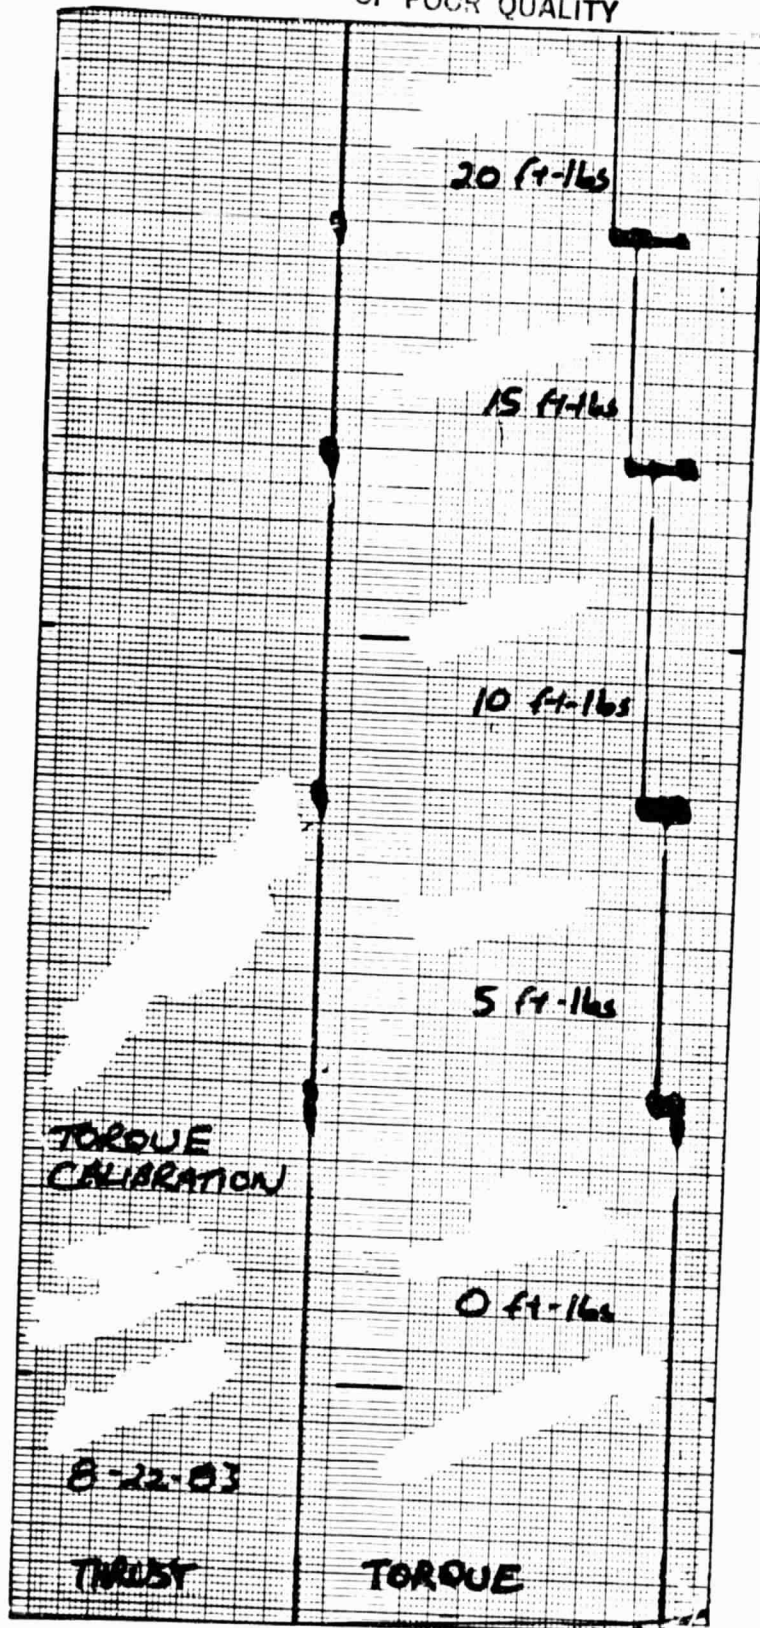 OF POOR QUALITY
20 ft-lbs
15 ft-lbs
10 ft-lbs
5 ft-lbs
TORQUE
CALIBRATION
0 ft-lbs
8-22-83
THRUST
TORQUE